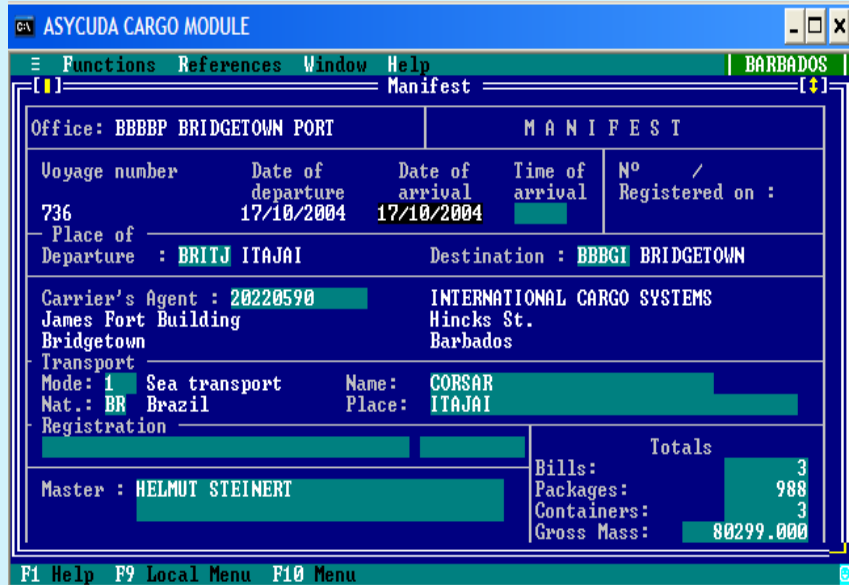 ASYCUDA CARGO MODULE
≡ Functions References Window Help BARBADOS
Manifest
Office: BBBBP BRIDGETOWN PORT M A N I F E S T
Voyage number Date of Date of Time of Nº /
departure arrival arrival Registered on :
736 17/10/2004 17/10/2004
Place of
Departure : BRITJ ITAJAI Destination : BBBGI BRIDGETOWN
Carrier's Agent : 20220590 INTERNATIONAL CARGO SYSTEMS
James Fort Building Hincks St.
Bridgetown Barbados
Transport
Mode: 1 Sea transport Name: CORSAR
Nat.: BR Brazil Place: ITAJAI
Registration
Totals
Bills: 3
Master : HELMUT STEINERT Packages: 988
Containers: 3
Gross Mass: 80299.000
F1 Help F9 Local Menu F10 Menu